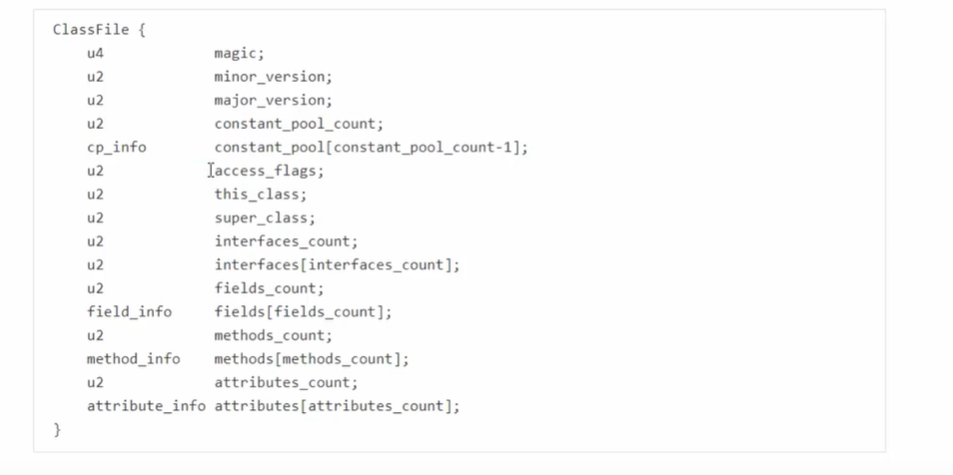 ClassFile {
u4 magic;
u2 minor_version;
u2 major_version;
u2 constant_pool_count;
cp_info constant_pool[constant_pool_count-1];
u2 access_flags;
u2 this_class;
u2 super_class;
u2 interfaces_count;
u2 interfaces[interfaces_count];
u2 fields_count;
field_info fields[fields_count];
u2 methods_count;
method_info methods[methods_count];
u2 attributes_count;
attribute_info attributes[attributes_count];
}